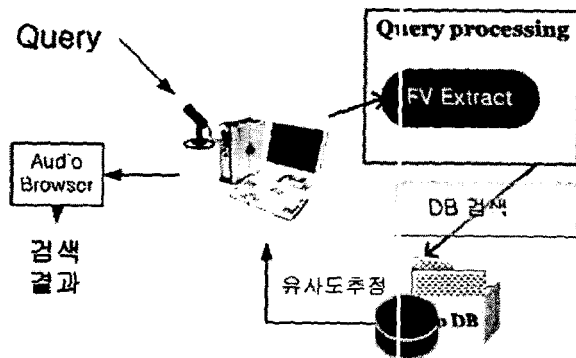 Query
Query processing
FV Extract
Audio
Browser
DB 검색
검색
결과
유사도추정
DB